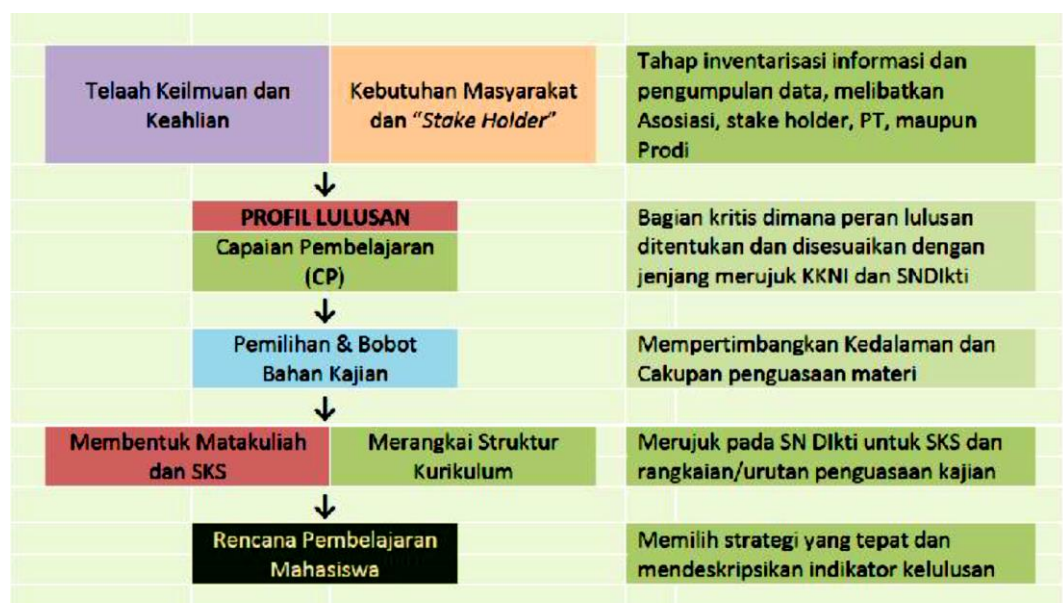 Telaah Keilmuan dan
Keahlian
Kebutuhan Masyarakat
dan “Stake Holder”
Tahap inventarisasi informasi dan
pengumpulan data, melibatkan
Asosiasi, stake holder, PT, maupun
Prodi
PROFIL LULUSAN
Capaian Pembelajaran
(CP)
Bagian kritis dimana peran lulusan
ditentukan dan disesuaikan dengan
jenjang merujuk KKNI dan SNDIkti
Pemilihan & Bobot
Bahan Kajian
Mempertimbangkan Kedalaman dan
Cakupan penguasaan materi
Membentuk Matakuliah
dan SKS
Merangkai Struktur
Kurikulum
Merujuk pada SN DIkti untuk SKS dan
rangkaian/urutan penguasaan kajian
Rencana Pembelajaran
Mahasiswa
Memilih strategi yang tepat dan
mendeskripsikan indikator kelulusan